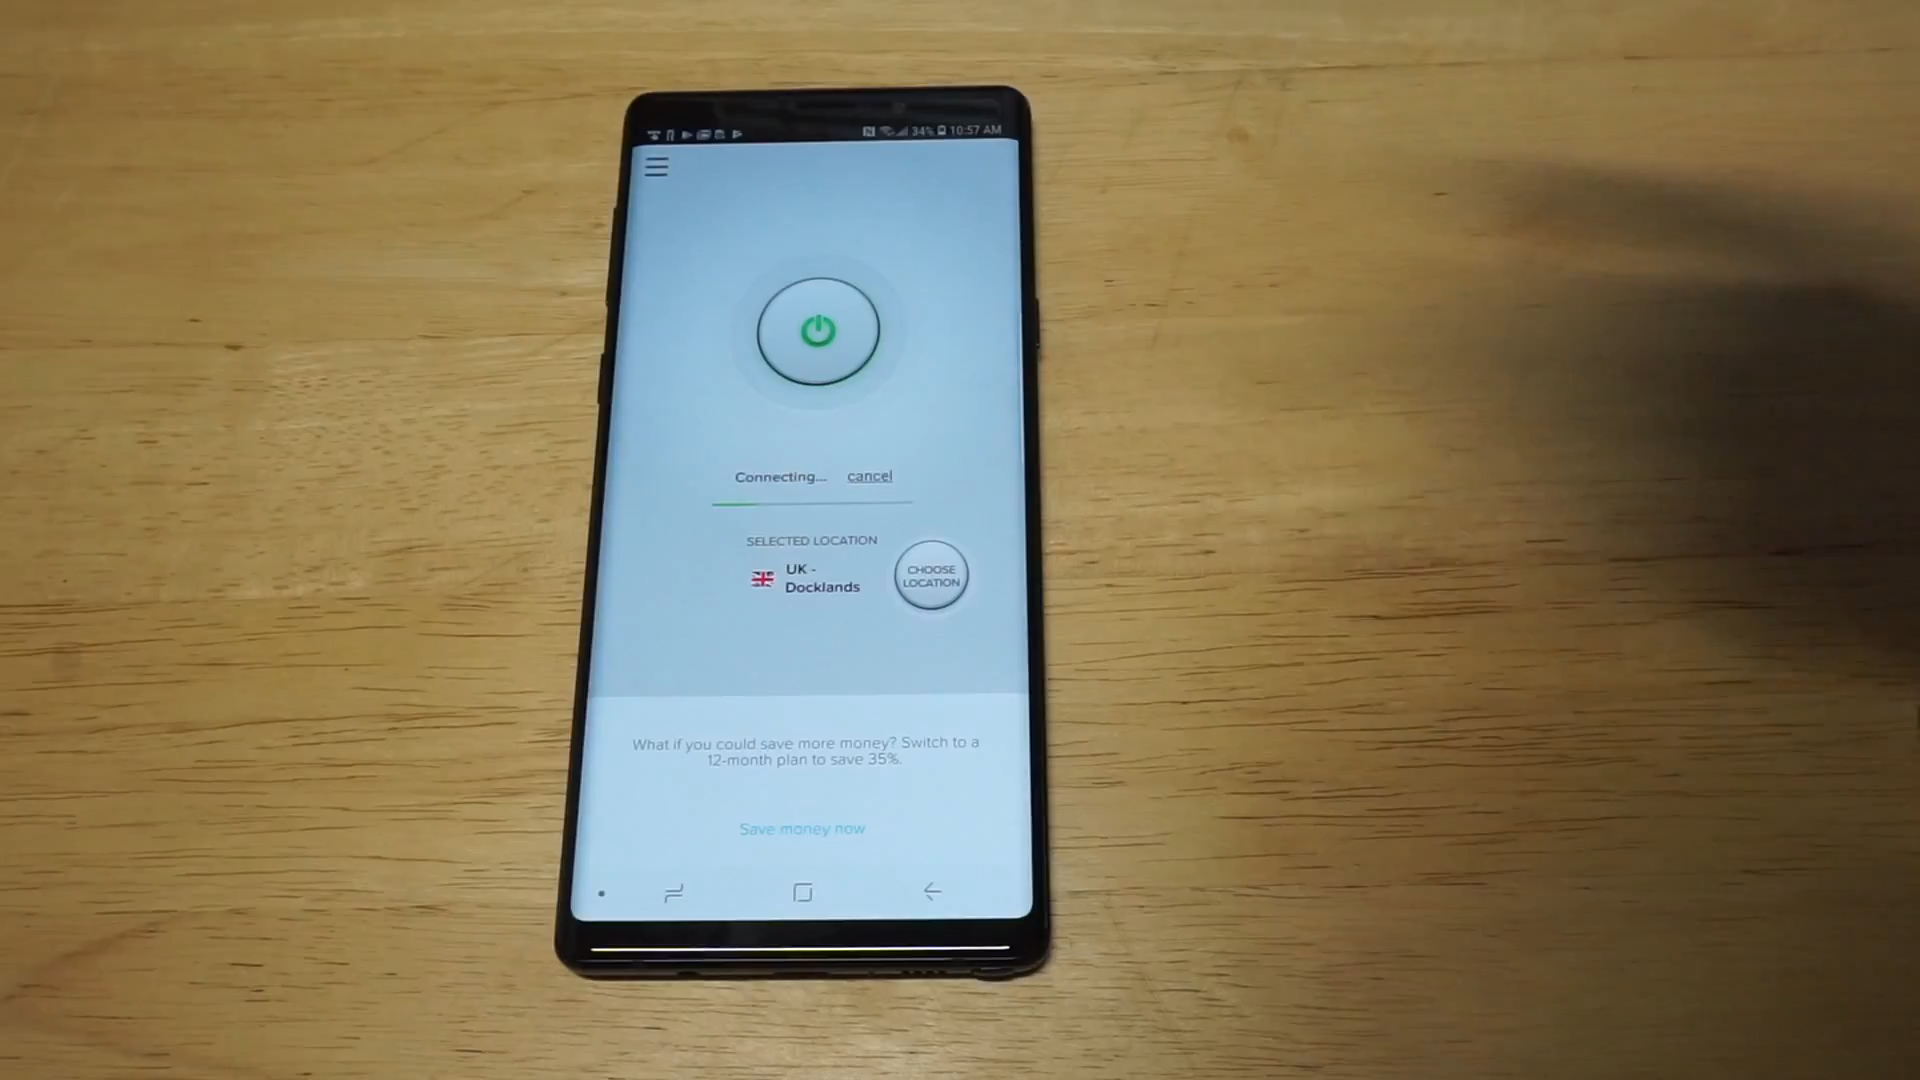 34% 10:57 AM
Connecting... cancel
SELECTED LOCATION
UK -
Docklands
CHOOSE
LOCATION
What if you could save more money? Switch to a
12-month plan to save 35%.
Save money now